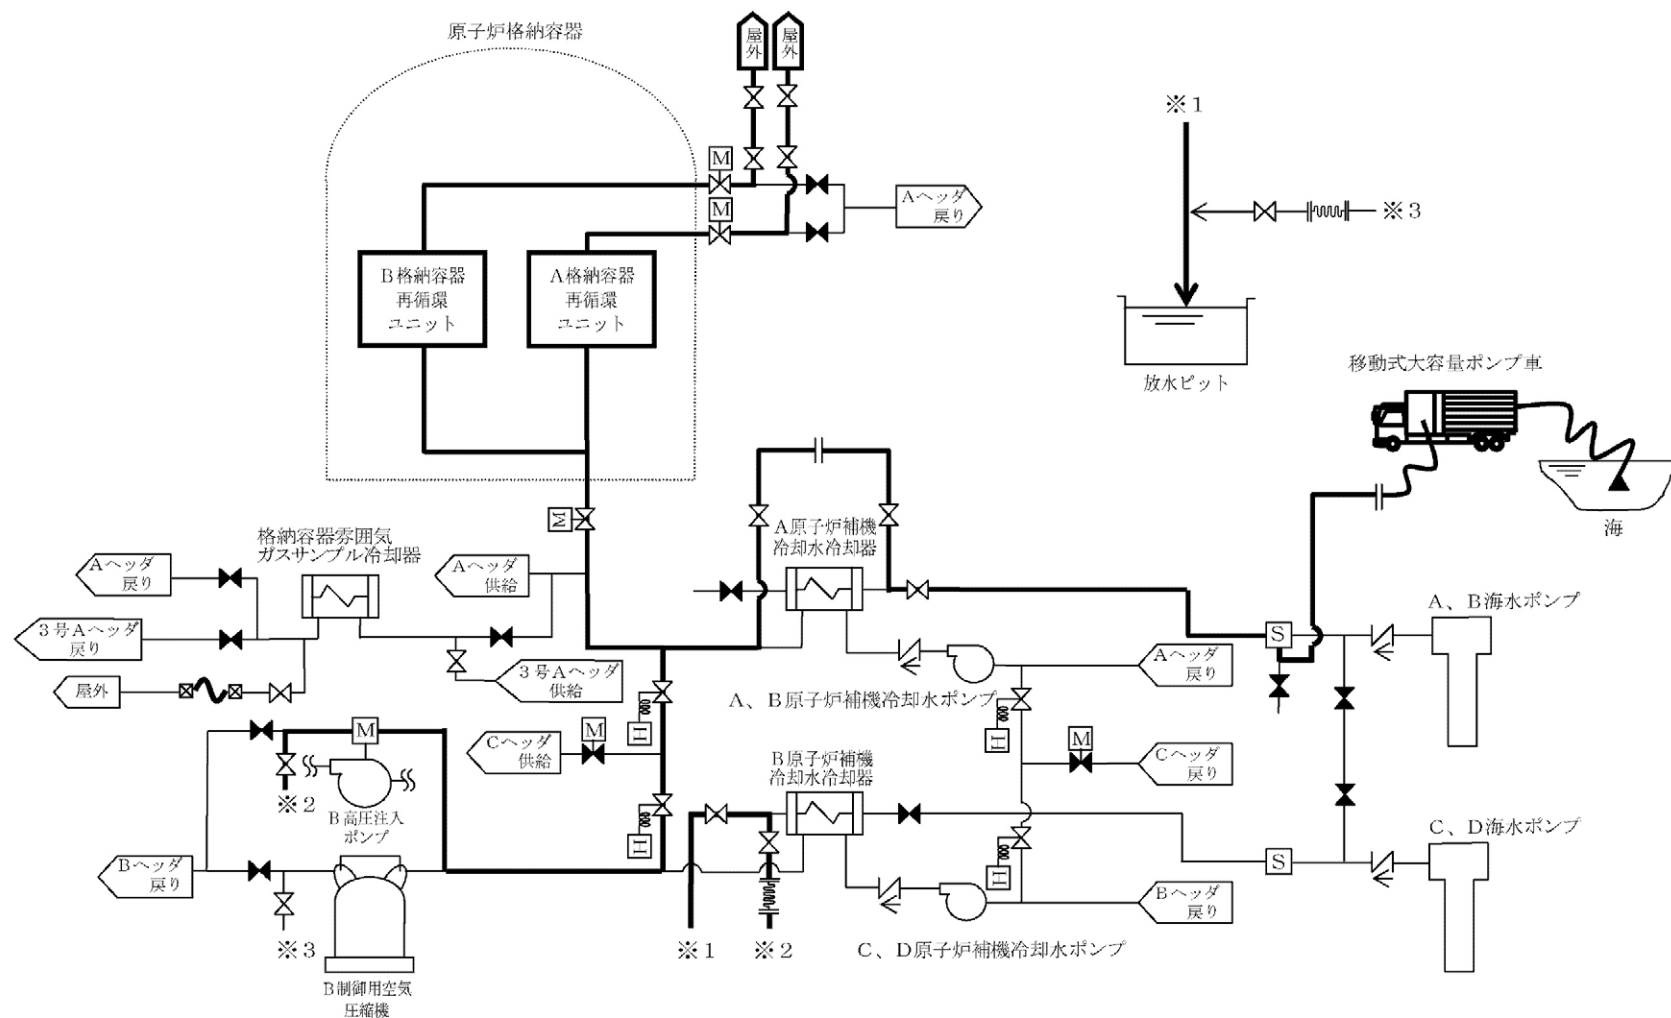 原子炉格納容器
屋外
屋外
※1
M
M
Aヘッダ
戻り
※3
B格納容器
再循環
ユニット
A格納容器
再循環
ユニット
放水ピット
移動式大容量ポンプ車
海
M
A原子炉補機
冷却水冷却器
格納容器雰囲気
ガスサンプル冷却器
Aヘッダ
戻り
Aヘッダ
供給
A、B海水ポンプ
3号Aヘッダ
戻り
S
Aヘッダ
戻り
屋外
3号Aヘッダ
供給
A、B原子炉補機冷却水ポンプ
H
H
M
Cヘッダ
供給
M
M
Cヘッダ
戻り
B原子炉補機
冷却水冷却器
※2
B高圧注入
ポンプ
H
C、D海水ポンプ
Bヘッダ
戻り
S
H
Bヘッダ
戻り
※3
※1
※2
C、D原子炉補機冷却水ポンプ
B制御用空気
圧縮機